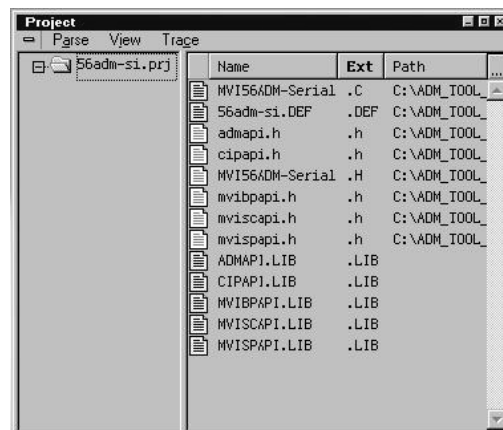 Project
Parse View Trace
56adm-si.prj
Name Ext Path ...
MVI56ADM-Serial .C C:\ADM_TOOL_
56adm-si.DEF .DEF C:\ADM_TOOL_
admapi.h .h C:\ADM_TOOL_
cipapi.h .h C:\ADM_TOOL_
MVI56ADM-Serial .H C:\ADM_TOOL_
mvibpapi.h .h C:\ADM_TOOL_
mviscapi.h .h C:\ADM_TOOL_
mvispapi.h .h C:\ADM_TOOL_
ADMAPI.LIB .LIB
CIPAPI.LIB .LIB
MVIBPAPI.LIB .LIB
MVISCAPI.LIB .LIB
MVISPAPI.LIB .LIB